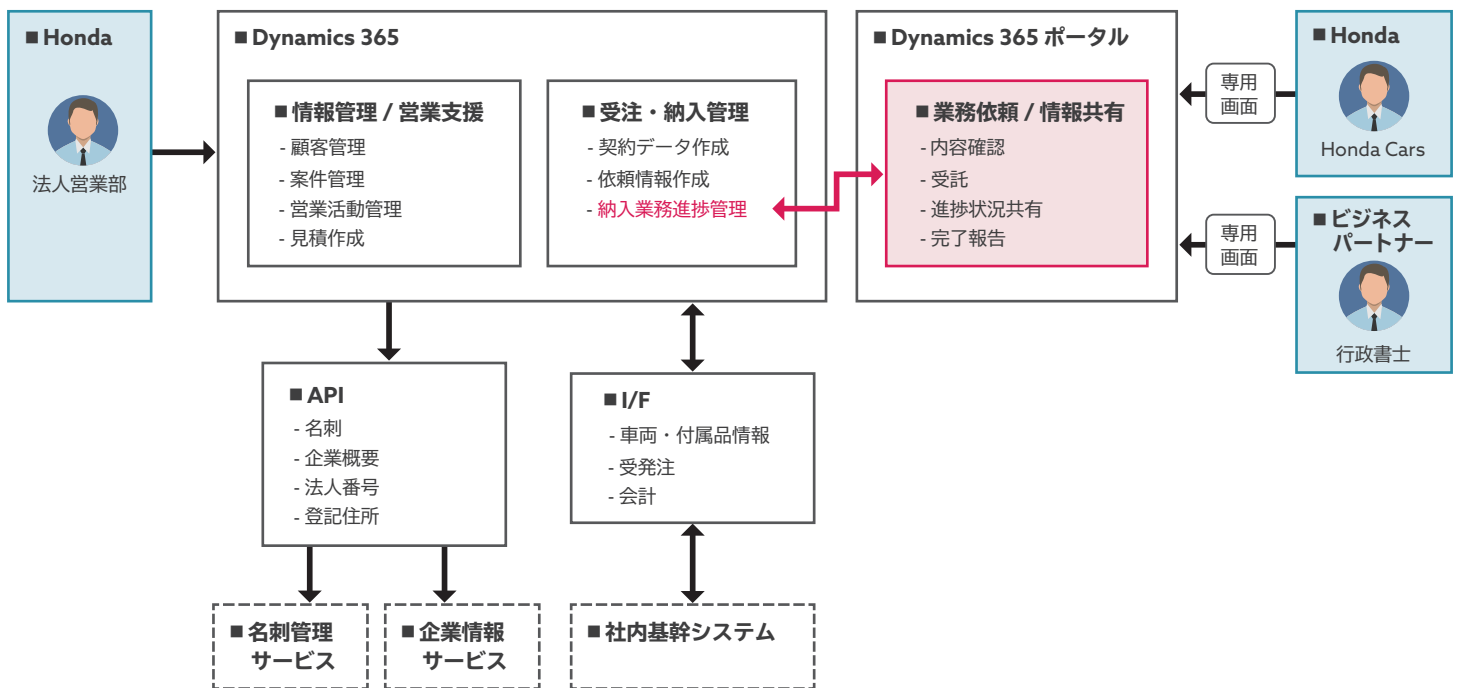 ■ Honda
法人営業部
■ Dynamics 365
■ 情報管理 / 営業支援
- 顧客管理
- 案件管理
- 営業活動管理
- 見積作成
■ 受注・納入管理
- 契約データ作成
- 依頼情報作成
- 納入業務進捗管理
■ Dynamics 365 ポータル
■ 業務依頼 / 情報共有
- 内容確認
- 受託
- 進捗状況共有
- 完了報告
専用
画面
■ Honda
Honda Cars
専用
画面
■ ビジネス
パートナー
行政書士
■ API
- 名刺
- 企業概要
- 法人番号
- 登記住所
■ I/F
- 車両・付属品情報
- 受発注
- 会計
■ 名刺管理
サービス
■ 企業情報
サービス
■ 社内基幹システム